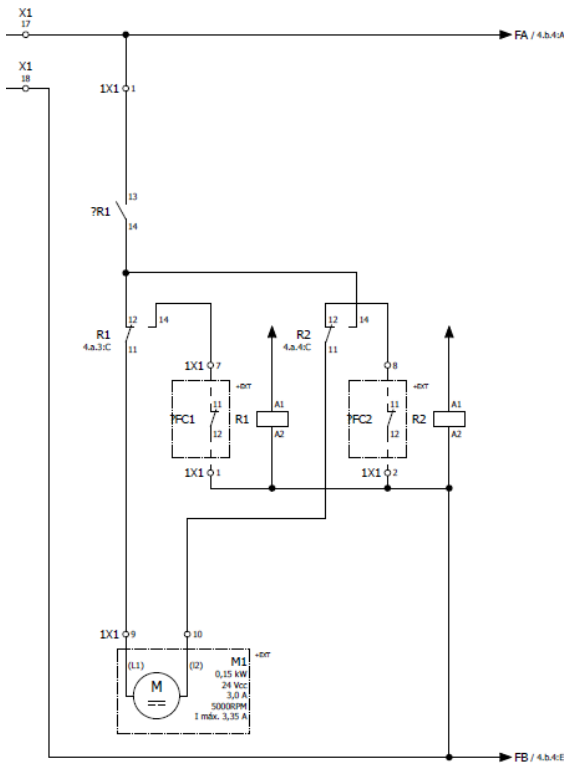 X1
17
FA / 4.b.4:A
X1
18
1X1 1
13
?R1
14
12 14
R1
4.a.3:C
11
12 14
R2
4.a.4:C
11
1X1 7
8
+EXT
+EXT
11
?FC1
12
R1
A1
A2
11
?FC2
12
R2
A1
A2
1X1 1
1X1 2
1X1 9
10
+EXT
(L1)
(I2)
M
M1
0,15 kW
24 Vcc
3,0 A
5000RPM
I máx. 3,35 A
FB / 4.b.4:E